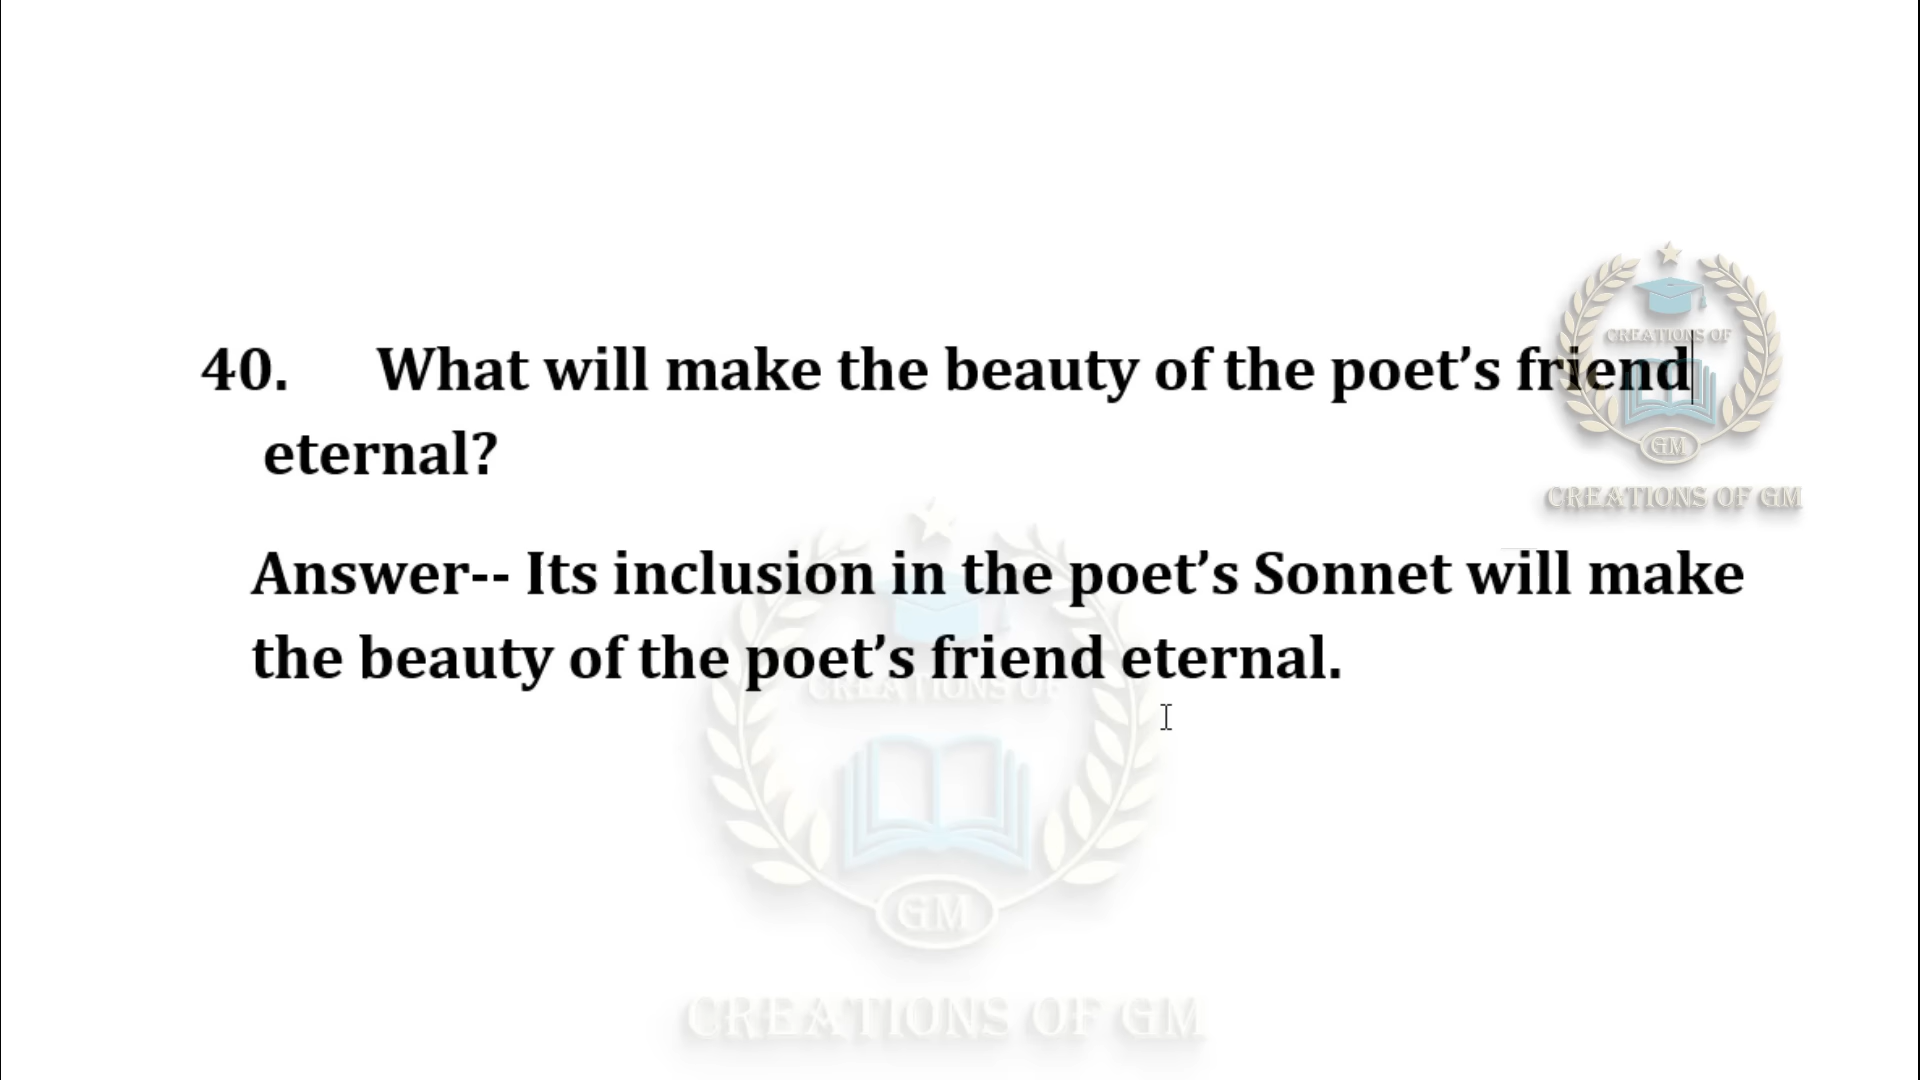 40. What will make the beauty of the poet’s friend
eternal?
CREATIONS OF
GM
CREATIONS OF GM
Answer-- Its inclusion in the poet’s Sonnet will make
the beauty of the poet’s friend eternal.
CREATIONS OF
GM
CREATIONS OF GM